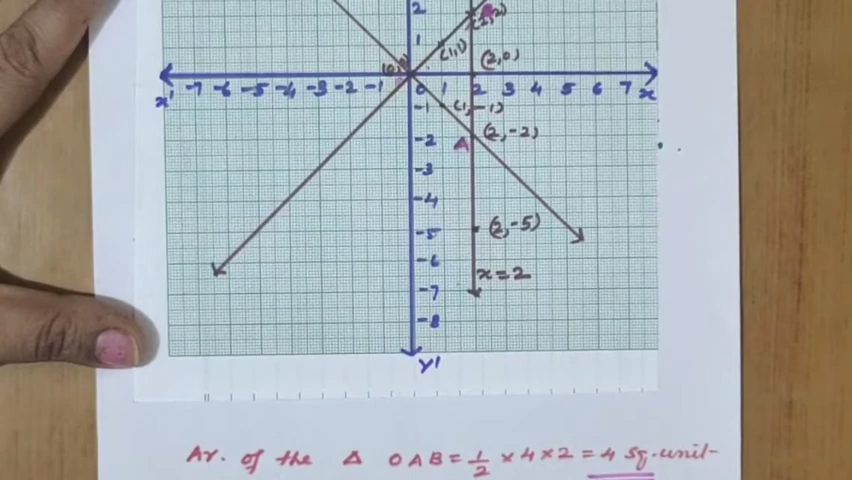 2
(2,2)
1
(1,1)
(2,0)
x' -7 -6 -5 -4 -3 -2 -1 0 1 2 3 4 5 6 7 x
-1 (1,-1)
-2 (2,-2)
A
-3
-4
-5 (2,-5)
-6
x=2
-7
-8
Y'
Ar. of the Δ OAB = 1/2 × 4 × 2 = 4 sq. unit